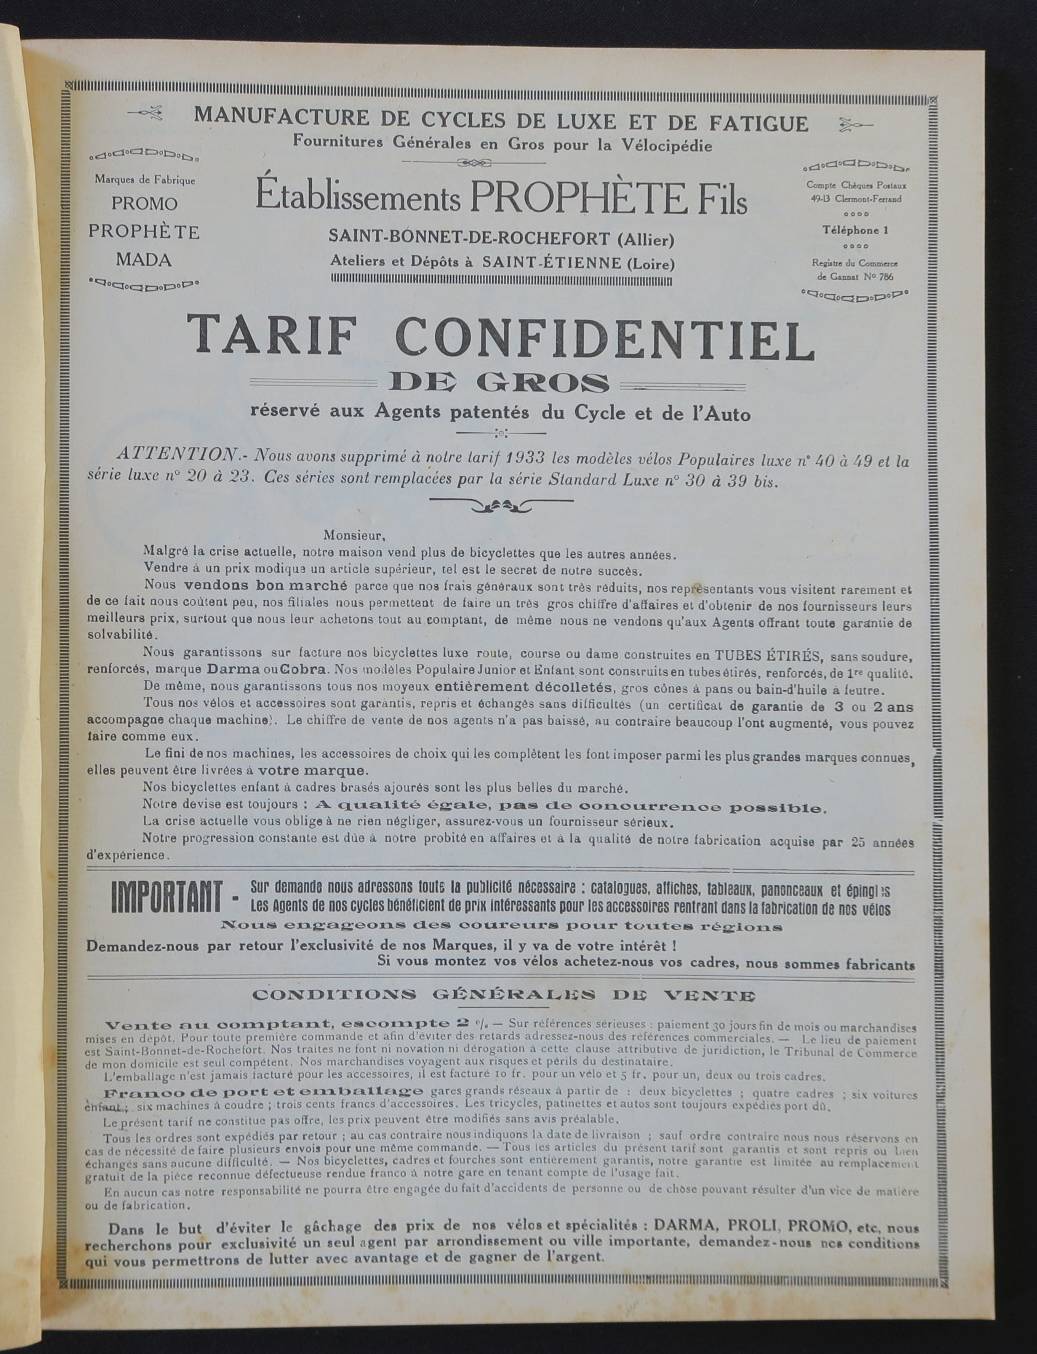 MANUFACTURE DE CYCLES DE LUXE ET DE FATIGUE
Fournitures Générales en Gros pour la Vélocipédie
Marques de Fabrique
PROMO
PROPHÈTE
MADA
Établissements PROPHÈTE Fils
SAINT-BONNET-DE-ROCHEFORT (Allier)
Ateliers et Dépôts à SAINT-ÉTIENNE (Loire)
Compte Chèques Postaux
49-13 Clermont-Ferrand
Téléphone 1
Registre du Commerce
de Gannat Nº 786
TARIF CONFIDENTIEL
DE GROS
réservé aux Agents patentés du Cycle et de l'Auto
ATTENTION.- Nous avons supprimé à notre tarif 1933 les modèles vélos Populaires luxe n° 40 à 49 et la
série luxe n° 20 à 23. Ces séries sont remplacées par la série Standard Luxe n° 30 à 39 bis.
Monsieur,
Malgré la crise actuelle, notre maison vend plus de bicyclettes que les autres années.
Vendre à un prix modique un article supérieur, tel est le secret de notre succès.
Nous vendons bon marché parce que nos frais généraux sont très réduits, nos représentants vous visitent rarement et
de ce fait nous coûtent peu, nos filiales nous permettent de faire un très gros chiffre d'affaires et d'obtenir de nos fournisseurs leurs
meilleurs prix, surtout que nous leur achetons tout au comptant, de même nous ne vendons qu'aux Agents offrant toute garantie de
solvabilité.
Nous garantissons sur facture nos bicyclettes luxe route, course ou dame construites en TUBES ÉTIRÉS, sans soudure,
renforcés, marque Darma ou Cobra. Nos modèles Populaire Junior et Enfant sont construits en tubes étirés, renforcés, de 1re qualité.
De même, nous garantissons tous nos moyeux entièrement décolletés, gros cônes à pans ou bain-d'huile à feutre.
Tous nos vélos et accessoires sont garantis, repris et échangés sans difficultés (un certificat de garantie de 3 ou 2 ans
accompagne chaque machine). Le chiffre de vente de nos agents n'a pas baissé, au contraire beaucoup l'ont augmenté, vous pouvez
faire comme eux.
Le fini de nos machines, les accessoires de choix qui les complètent les font imposer parmi les plus grandes marques connues,
elles peuvent être livrées à votre marque.
Nos bicyclettes enfant à cadres brasés ajourés sont les plus belles du marché.
Notre devise est toujours : A qualité égale, pas de concurrence possible.
La crise actuelle vous oblige à ne rien négliger, assurez-vous un fournisseur sérieux.
Notre progression constante est dûe à notre probité en affaires et à la qualité de notre fabrication acquise par 25 années
d'expérience.
IMPORTANT - Sur demande nous adressons toute la publicité nécessaire : catalogues, affiches, tableaux, panonceaux et épingles
Les Agents de nos cycles bénéficient de prix intéressants pour les accessoires rentrant dans la fabrication de nos vélos
Nous engageons des coureurs pour toutes régions
Demandez-nous par retour l'exclusivité de nos Marques, il y va de votre intérêt !
Si vous montez vos vélos achetez-nous vos cadres, nous sommes fabricants
CONDITIONS GÉNÉRALES DE VENTE
Vente au comptant, escompte 2 °/. — Sur références sérieuses : paiement 30 jours fin de mois ou marchandises
mises en dépôt. Pour toute première commande et afin d'éviter des retards adressez-nous des références commerciales. — Le lieu de paiement
est Saint-Bonnet-de-Rochefort. Nos traites ne font ni novation ni dérogation à cette clause attributive de juridiction, le Tribunal de Commerce
de mon domicile est seul compétent. Nos marchandises voyagent aux risques et périls du destinataire.
L'emballage n'est jamais facturé pour les accessoires, il est facturé 10 fr. pour un vélo et 5 fr. pour un, deux ou trois cadres.
Franco de port et emballage gares grands réseaux à partir de : deux bicyclettes ; quatre cadres ; six voitures
enfant ; six machines à coudre ; trois cents francs d'accessoires. Les tricycles, patinettes et autos sont toujours expédiés port dû.
Le présent tarif ne constitue pas offre, les prix peuvent être modifiés sans avis préalable.
Tous les ordres sont expédiés par retour ; au cas contraire nous indiquons la date de livraison ; sauf ordre contraire nous nous réservons en
cas de nécessité de faire plusieurs envois pour une même commande. — Tous les articles du présent tarif sont garantis et sont repris ou bien
échangés sans aucune difficulté. — Nos bicyclettes, cadres et fourches sont entièrement garantis, notre garantie est limitée au remplacement
gratuit de la pièce reconnue défectueuse rendue franco à notre gare en tenant compte de l'usage fait.
En aucun cas notre responsabilité ne pourra être engagée du fait d'accidents de personne ou de chose pouvant résulter d'un vice de matière
ou de fabrication.
Dans le but d'éviter le gâchage des prix de nos vélos et spécialités : DARMA, PROLI, PROMO, etc, nous
recherchons pour exclusivité un seul agent par arrondissement ou ville importante, demandez-nous nos conditions
qui vous permettrons de lutter avec avantage et de gagner de l'argent.